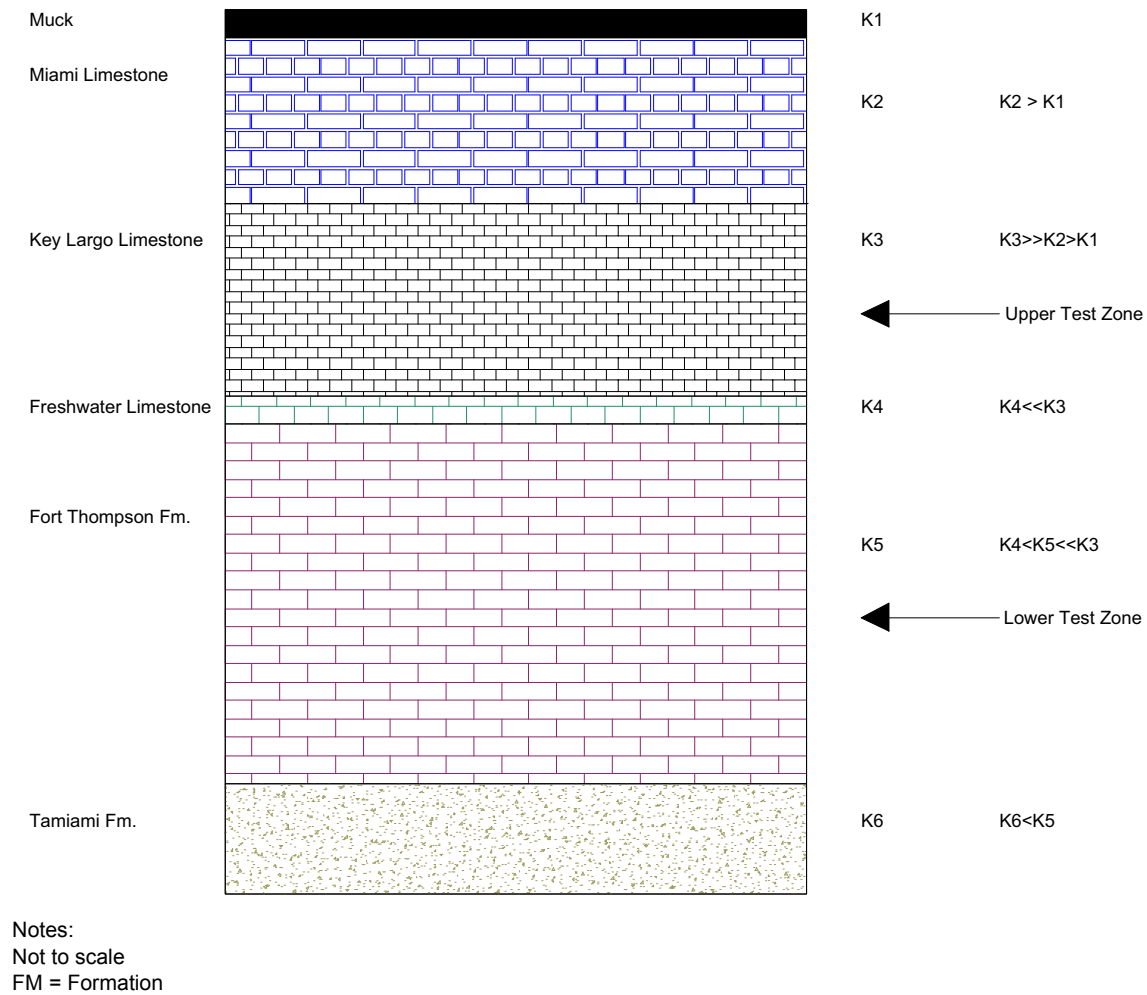 Muck K1
Miami Limestone
K2 K2 > K1
Key Largo Limestone K3 K3>>K2>K1
Upper Test Zone
Freshwater Limestone K4 K4<<K3
Fort Thompson Fm.
K5 K4<K5<<K3
Lower Test Zone
Tamiami Fm. K6 K6<K5
Notes:
Not to scale
FM = Formation